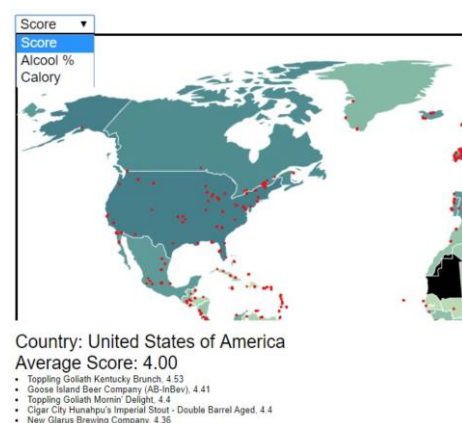 Score
Score
Alcool %
Calory
Country: United States of America
Average Score: 4.00
Toppling Goliath Kentucky Brunch, 4.53
Goose Island Beer Company (AB-InBev), 4.41
Toppling Goliath Mornin' Delight, 4.4
Cigar City Hunahpu's Imperial Stout - Double Barrel Aged, 4.4
New Glarus Brewing Company, 4.36